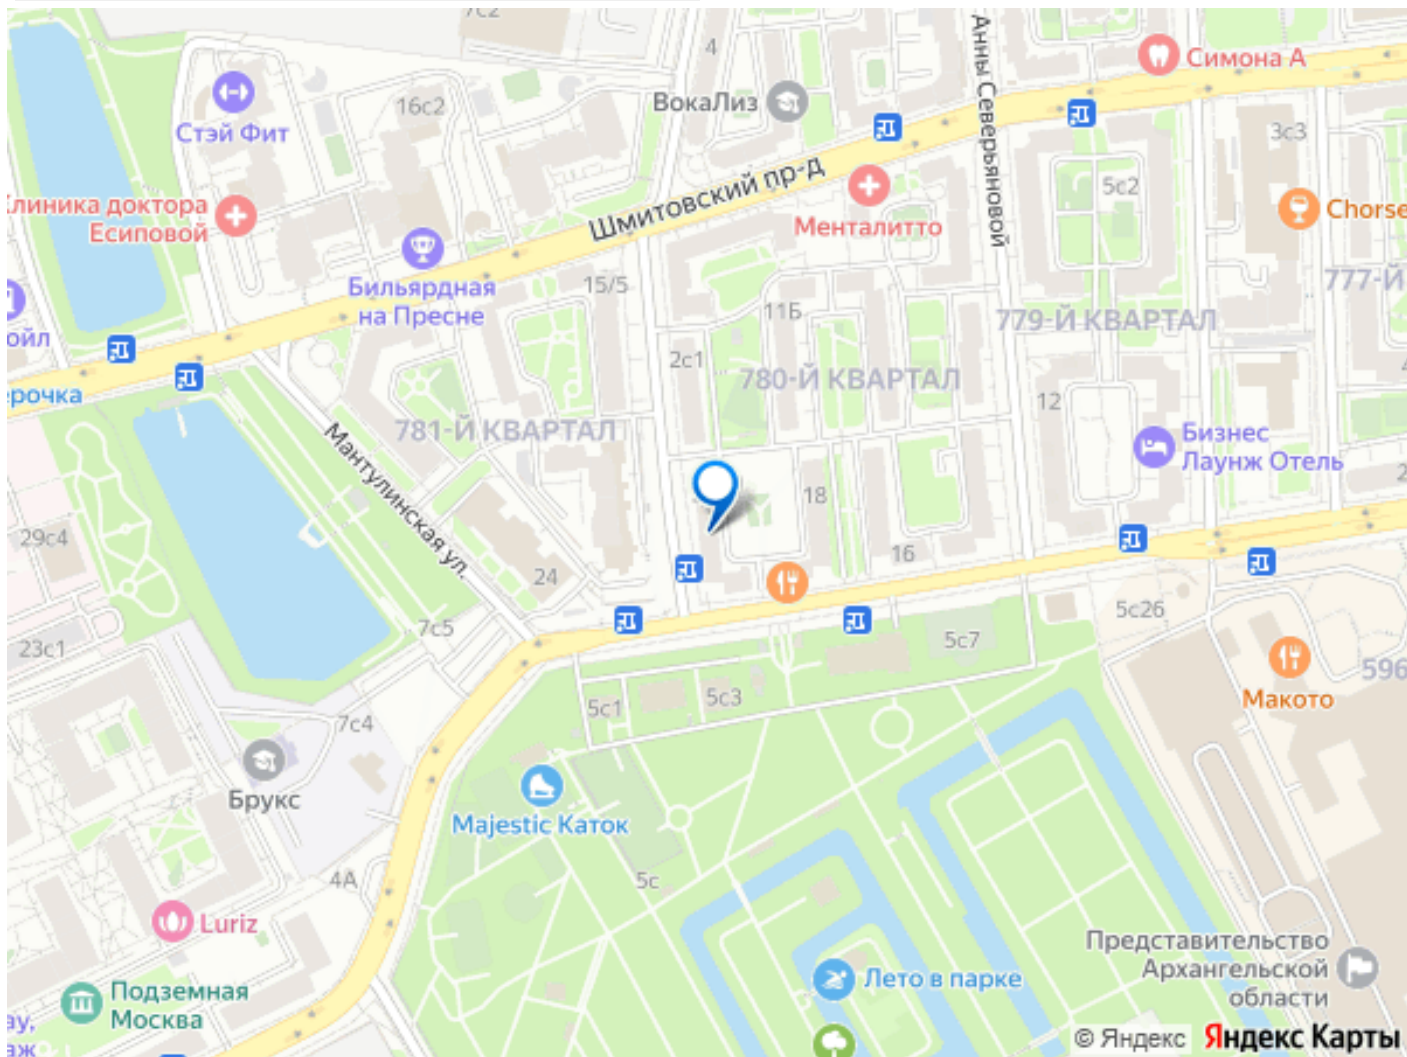 7с2
4
Анны Северьяновой
Симона А
16с2
ВокаЛиз
Стэй Фит
3с3
Шмитовский пр-д
5с2
Клиника доктора
Есиповой
Менталитто
Chorse
Бильярдная
на Пресне
15/5
11Б
777-Й
ойл
779-Й КВАРТАЛ
2с1
780-Й КВАРТАЛ
ерочка
12
781-Й КВАРТАЛ
Мантулинская ул.
Бизнес
Лаунж Отель
18
29с4
16
24
7с5
5с26
23с1
5с7
596
Макото
5с1
5с3
7с4
Брукс
Majestic Каток
4А
5с
Luriz
Представительство
Архангельской
области
Лето в парке
Подземная
Москва
ау,
аж
© Яндекс Яндекс Карты